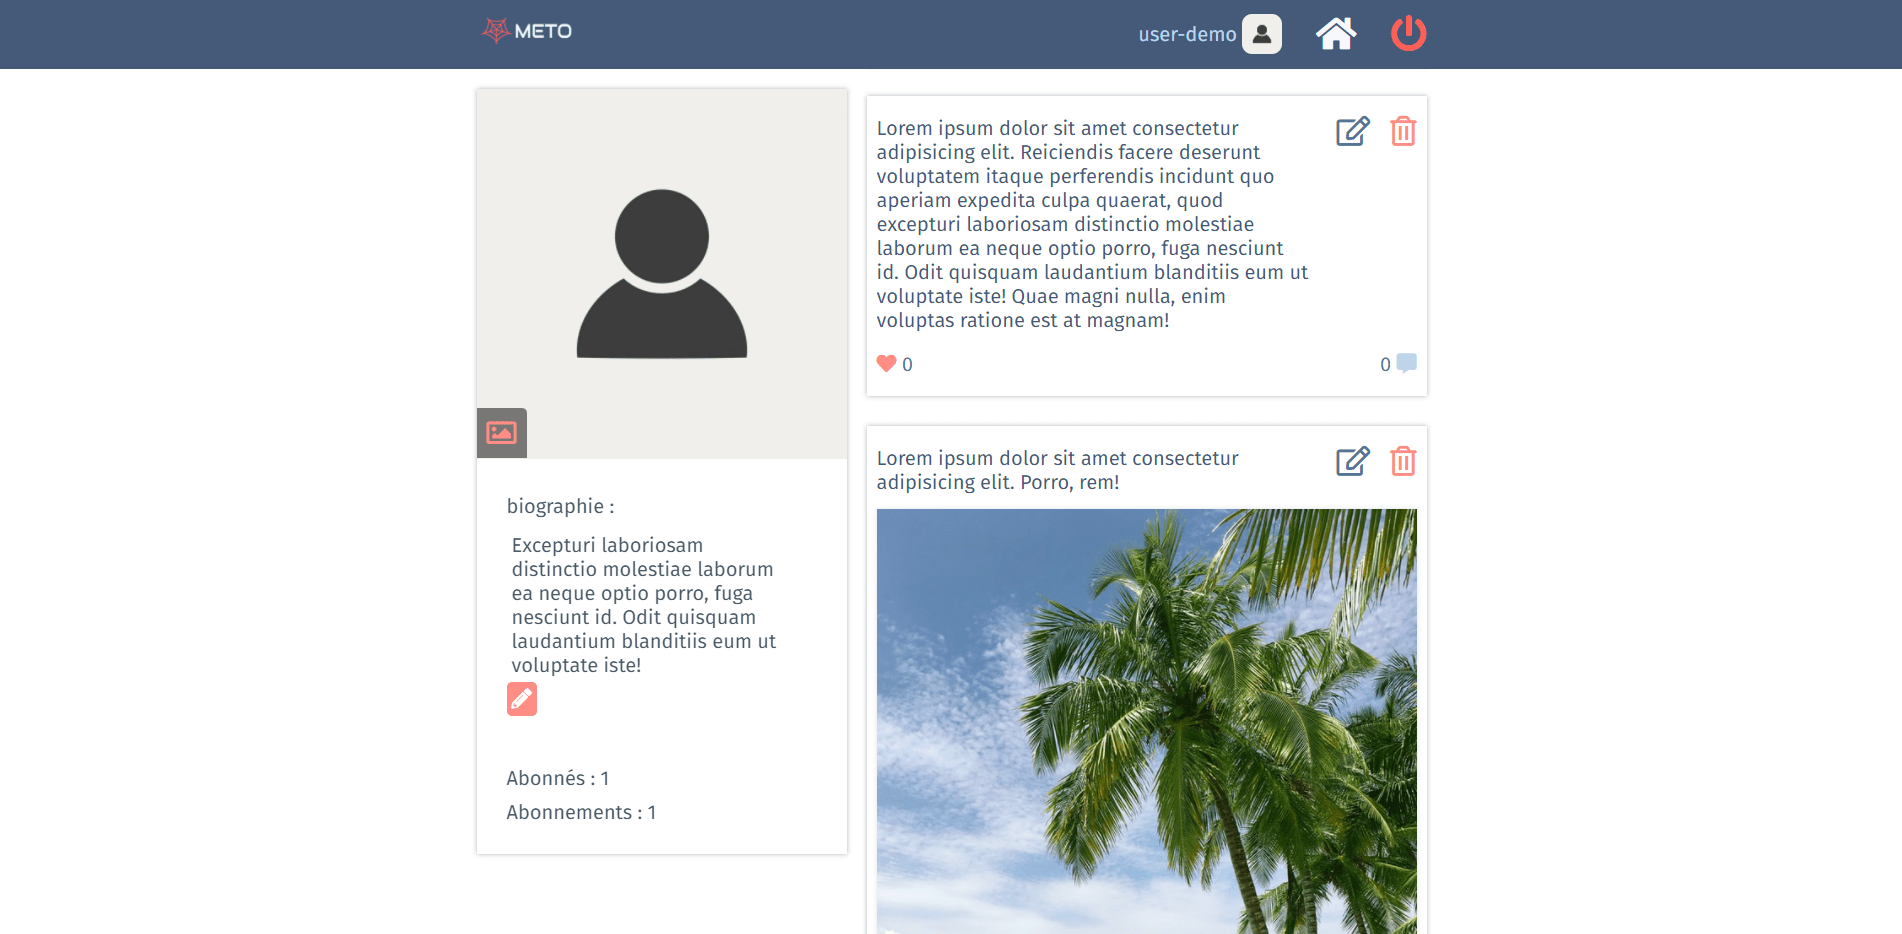 METO
user-demo
biographie :
Excepturi laboriosam
distinctio molestiae laborum
ea neque optio porro, fuga
nesciunt id. Odit quisquam
laudantium blanditiis eum ut
voluptate iste!
Abonnés : 1
Abonnements : 1
Lorem ipsum dolor sit amet consectetur
adipisicing elit. Reiciendis facere deserunt
voluptatem itaque perferendis incidunt quo
aperiam expedita culpa quaerat, quod
excepturi laboriosam distinctio molestiae
laborum ea neque optio porro, fuga nesciunt
id. Odit quisquam laudantium blanditiis eum ut
voluptate iste! Quae magni nulla, enim
voluptas ratione est at magnam!
0
0
Lorem ipsum dolor sit amet consectetur
adipisicing elit. Porro, rem!